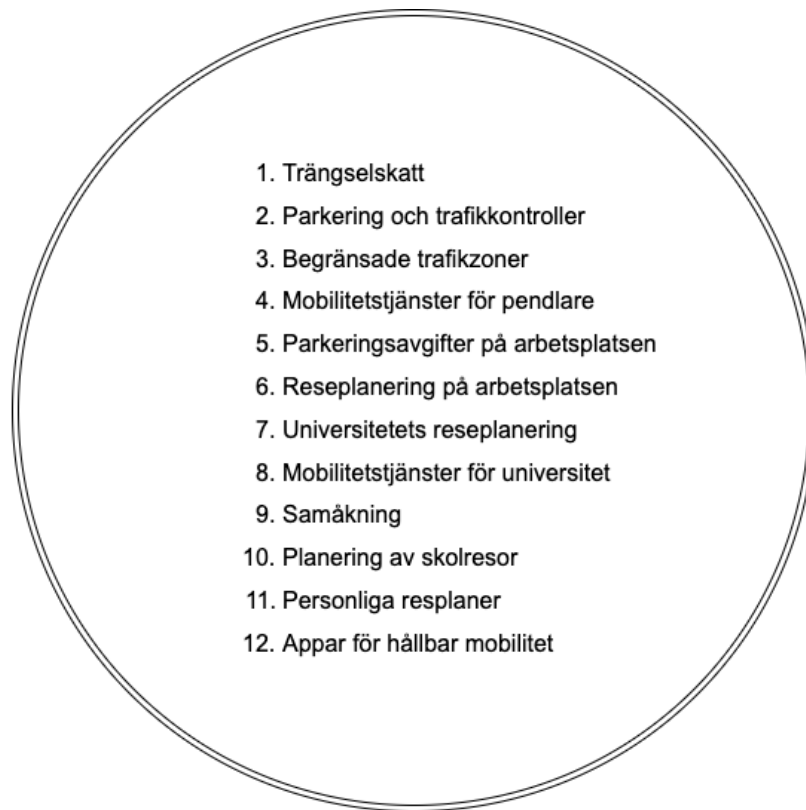 1. Trängselskatt
2. Parkering och trafikkontroller
3. Begränsade trafikzoner
4. Mobilitetstjänster för pendlare
5. Parkeringsavgifter på arbetsplatsen
6. Reseplanering på arbetsplatsen
7. Universitetets reseplanering
8. Mobilitetstjänster för universitet
9. Samåkning
10. Planering av skolresor
11. Personliga resplaner
12. Appar för hållbar mobilitet